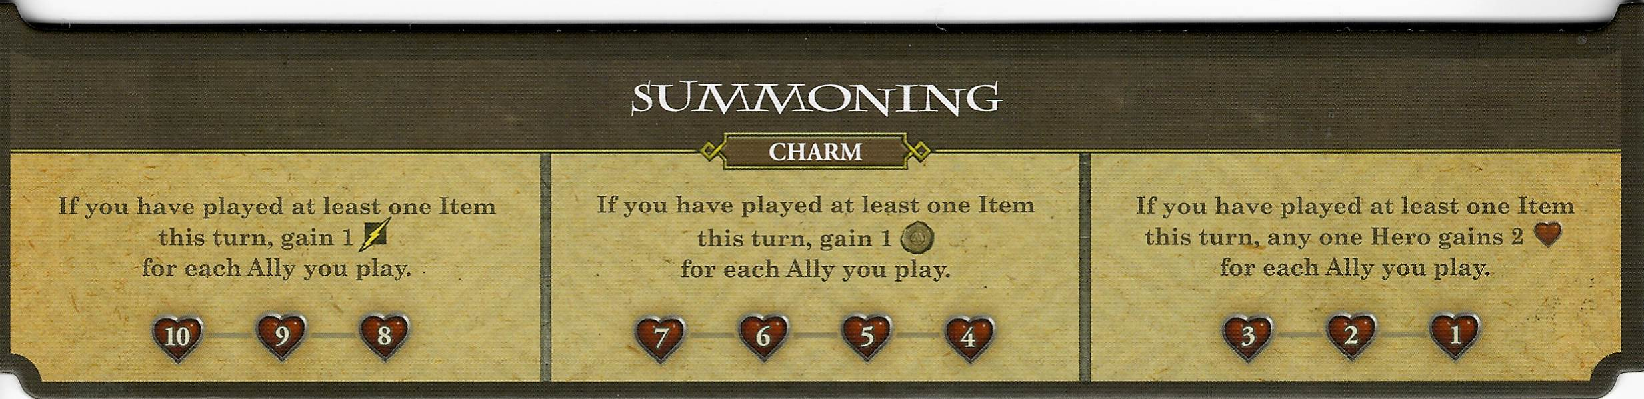 SUMMONING
CHARM
If you have played at least one Item
this turn, gain 1
for each Ally you play.
10 9 8
If you have played at least one Item
this turn, gain 1
for each Ally you play.
7 6 5 4
If you have played at least one Item
this turn, any one Hero gains 2
for each Ally you play.
3 2 1